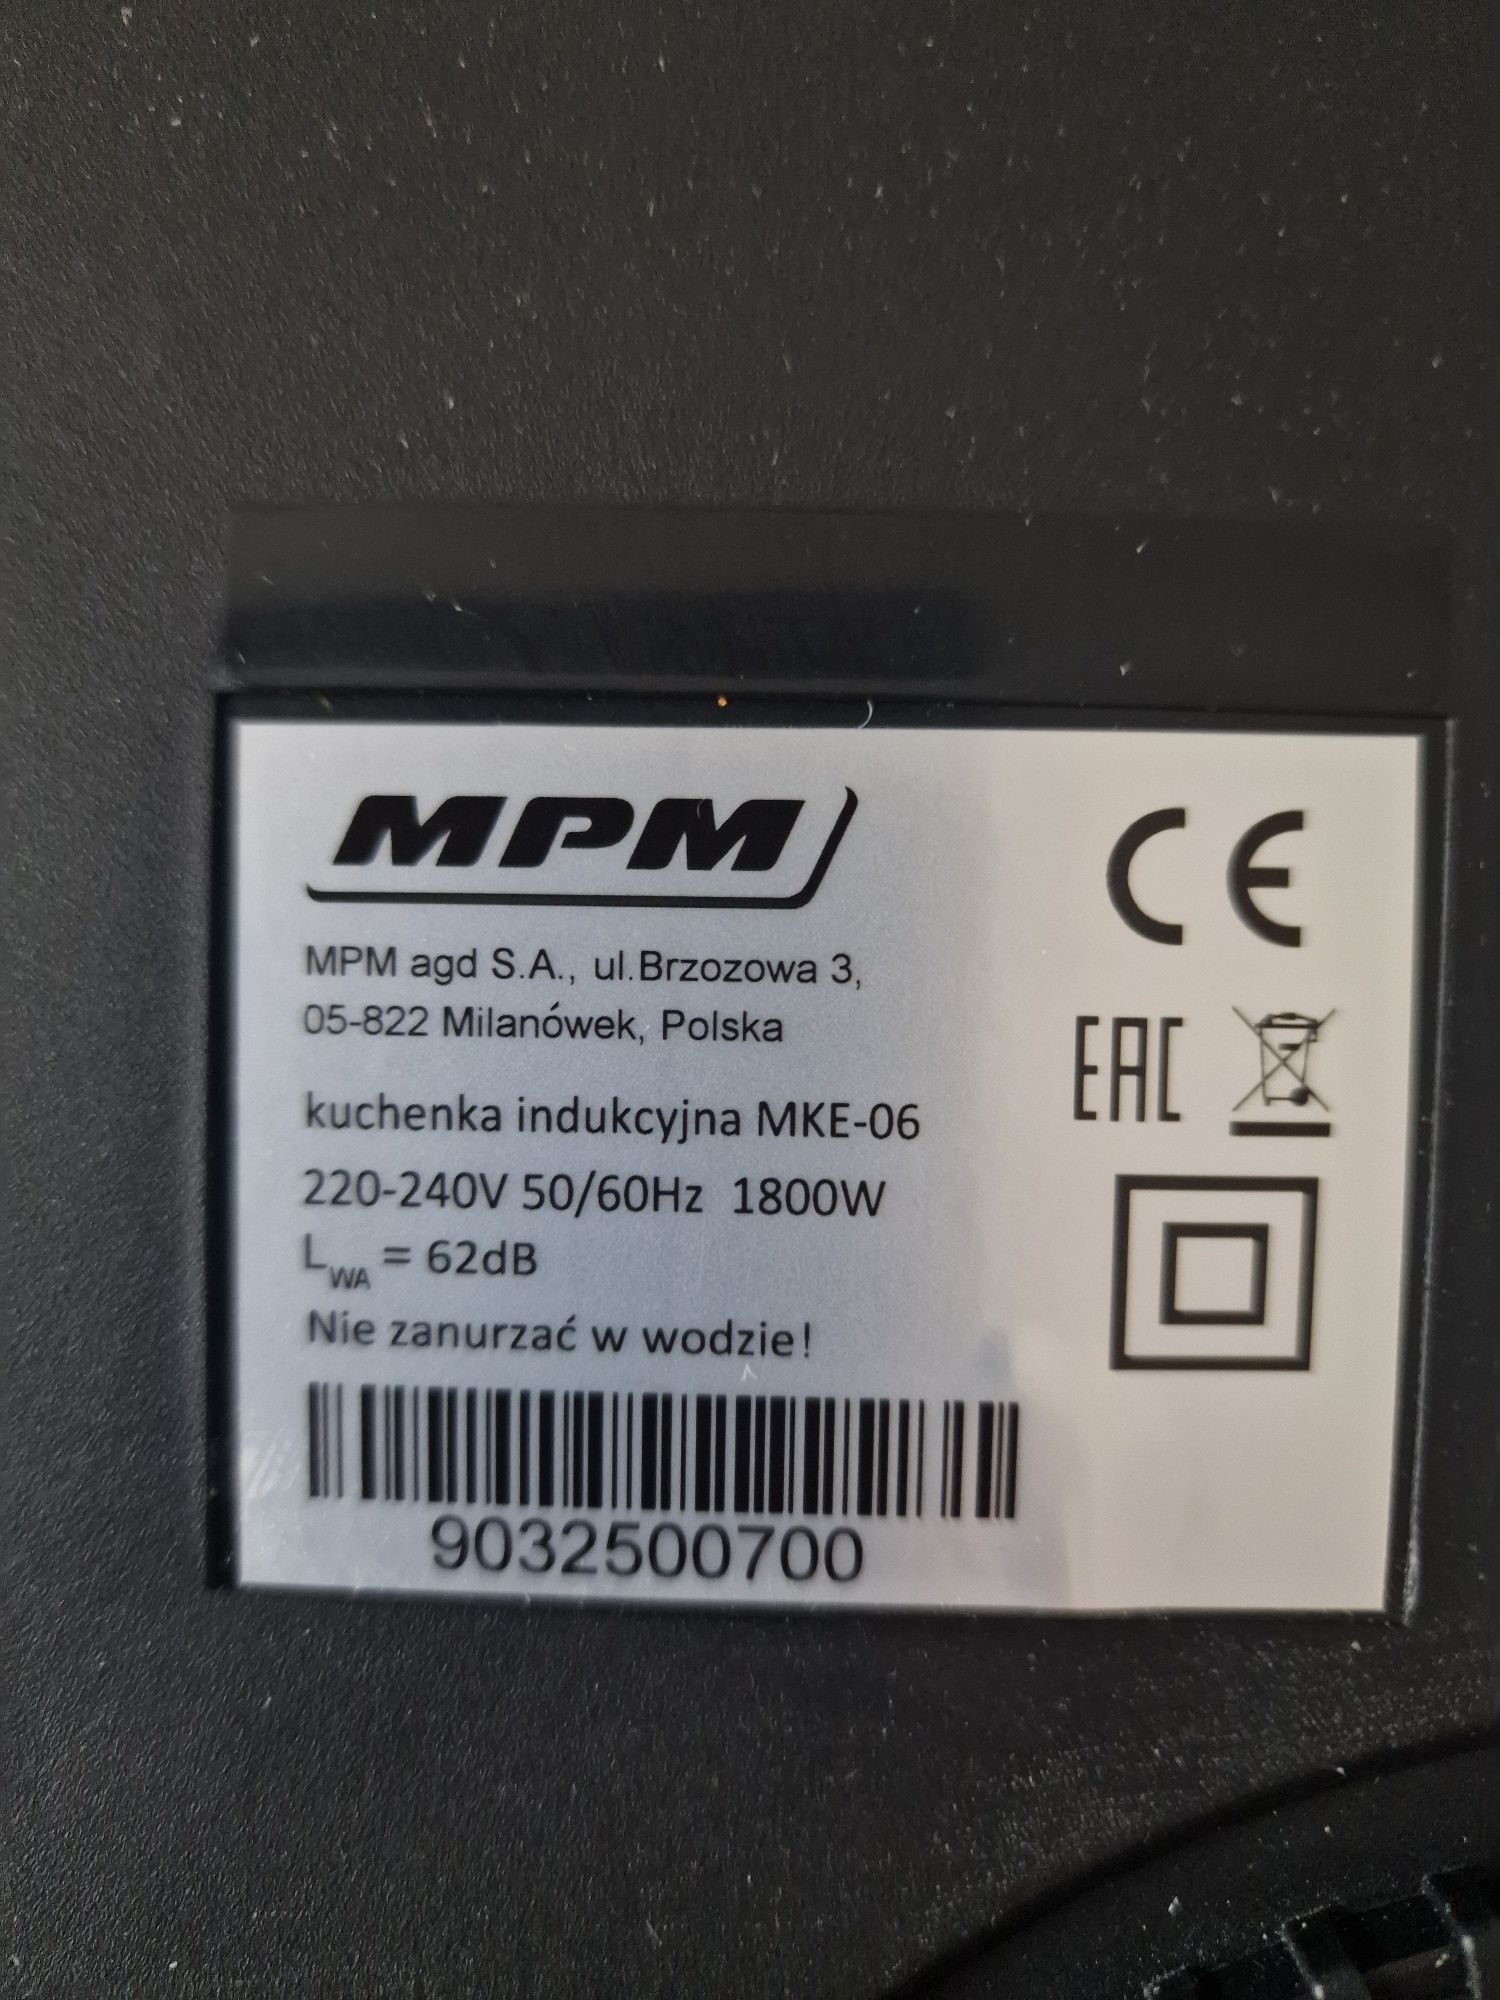 MPM
MPM agd S.A., ul.Brzozowa 3,
05-822 Milanówek, Polska
kuchenka indukcyjna MKE-06
220-240V 50/60Hz 1800W
LWA = 62dB
Nie zanurzać w wodzie!
9032500700
CE
EAC